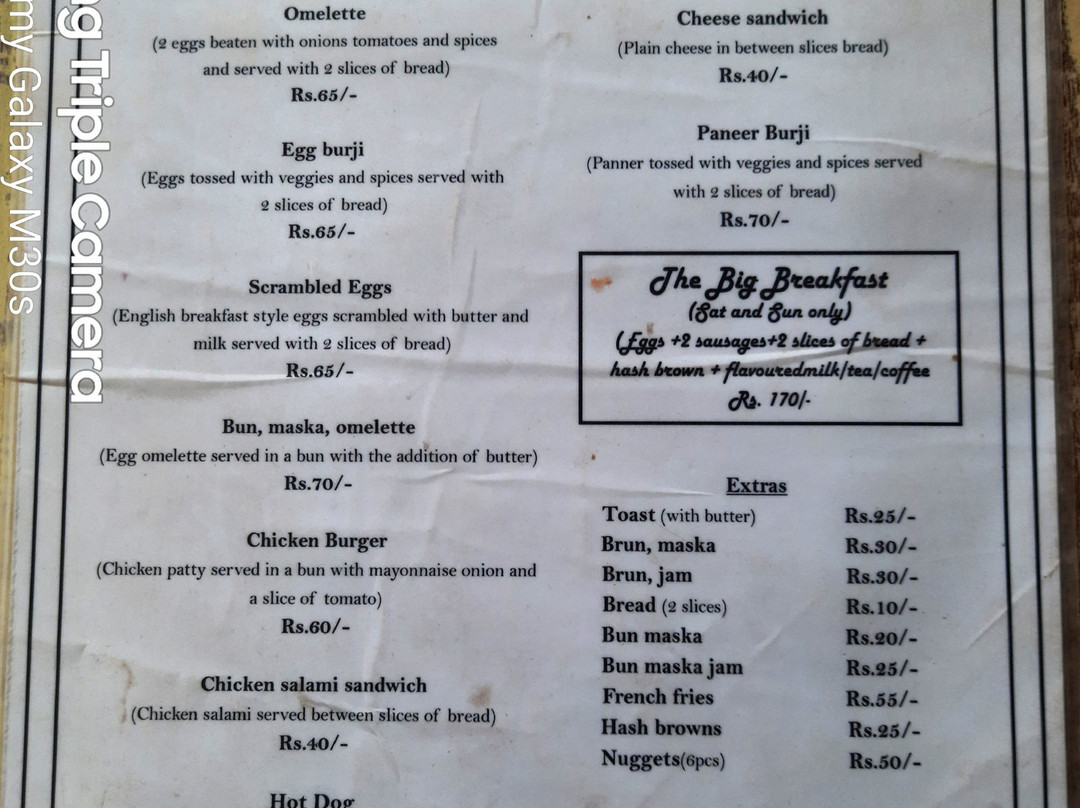 Omelette
(2 eggs beaten with onions tomatoes and spices
and served with 2 slices of bread)
Rs.65/-
Egg burji
(Eggs tossed with veggies and spices served with
2 slices of bread)
Rs.65/-
Scrambled Eggs
(English breakfast style eggs scrambled with butter and
milk served with 2 slices of bread)
Rs.65/-
Bun, maska, omelette
(Egg omelette served in a bun with the addition of butter)
Rs.70/-
Chicken Burger
(Chicken patty served in a bun with mayonnaise onion and
a slice of tomato)
Rs.60/-
Chicken salami sandwich
(Chicken salami served between slices of bread)
Rs.40/-
Hot Dog
Cheese sandwich
(Plain cheese in between slices bread)
Rs.40/-
Paneer Burji
(Panner tossed with veggies and spices served
with 2 slices of bread)
Rs.70/-
The Big Breakfast
(Sat and Sun only)
(Eggs +2 sausages+2 slices of bread +
hash brown + flavouredmilk/tea/coffee
Rs. 170/-
Extras
Toast (with butter) Rs.25/-
Brun, maska Rs.30/-
Brun, jam Rs.30/-
Bread (2 slices) Rs.10/-
Bun maska Rs.20/-
Bun maska jam Rs.25/-
French fries Rs.55/-
Hash browns Rs.25/-
Nuggets(6pcs) Rs.50/-
Triple Camera
my Galaxy M30s